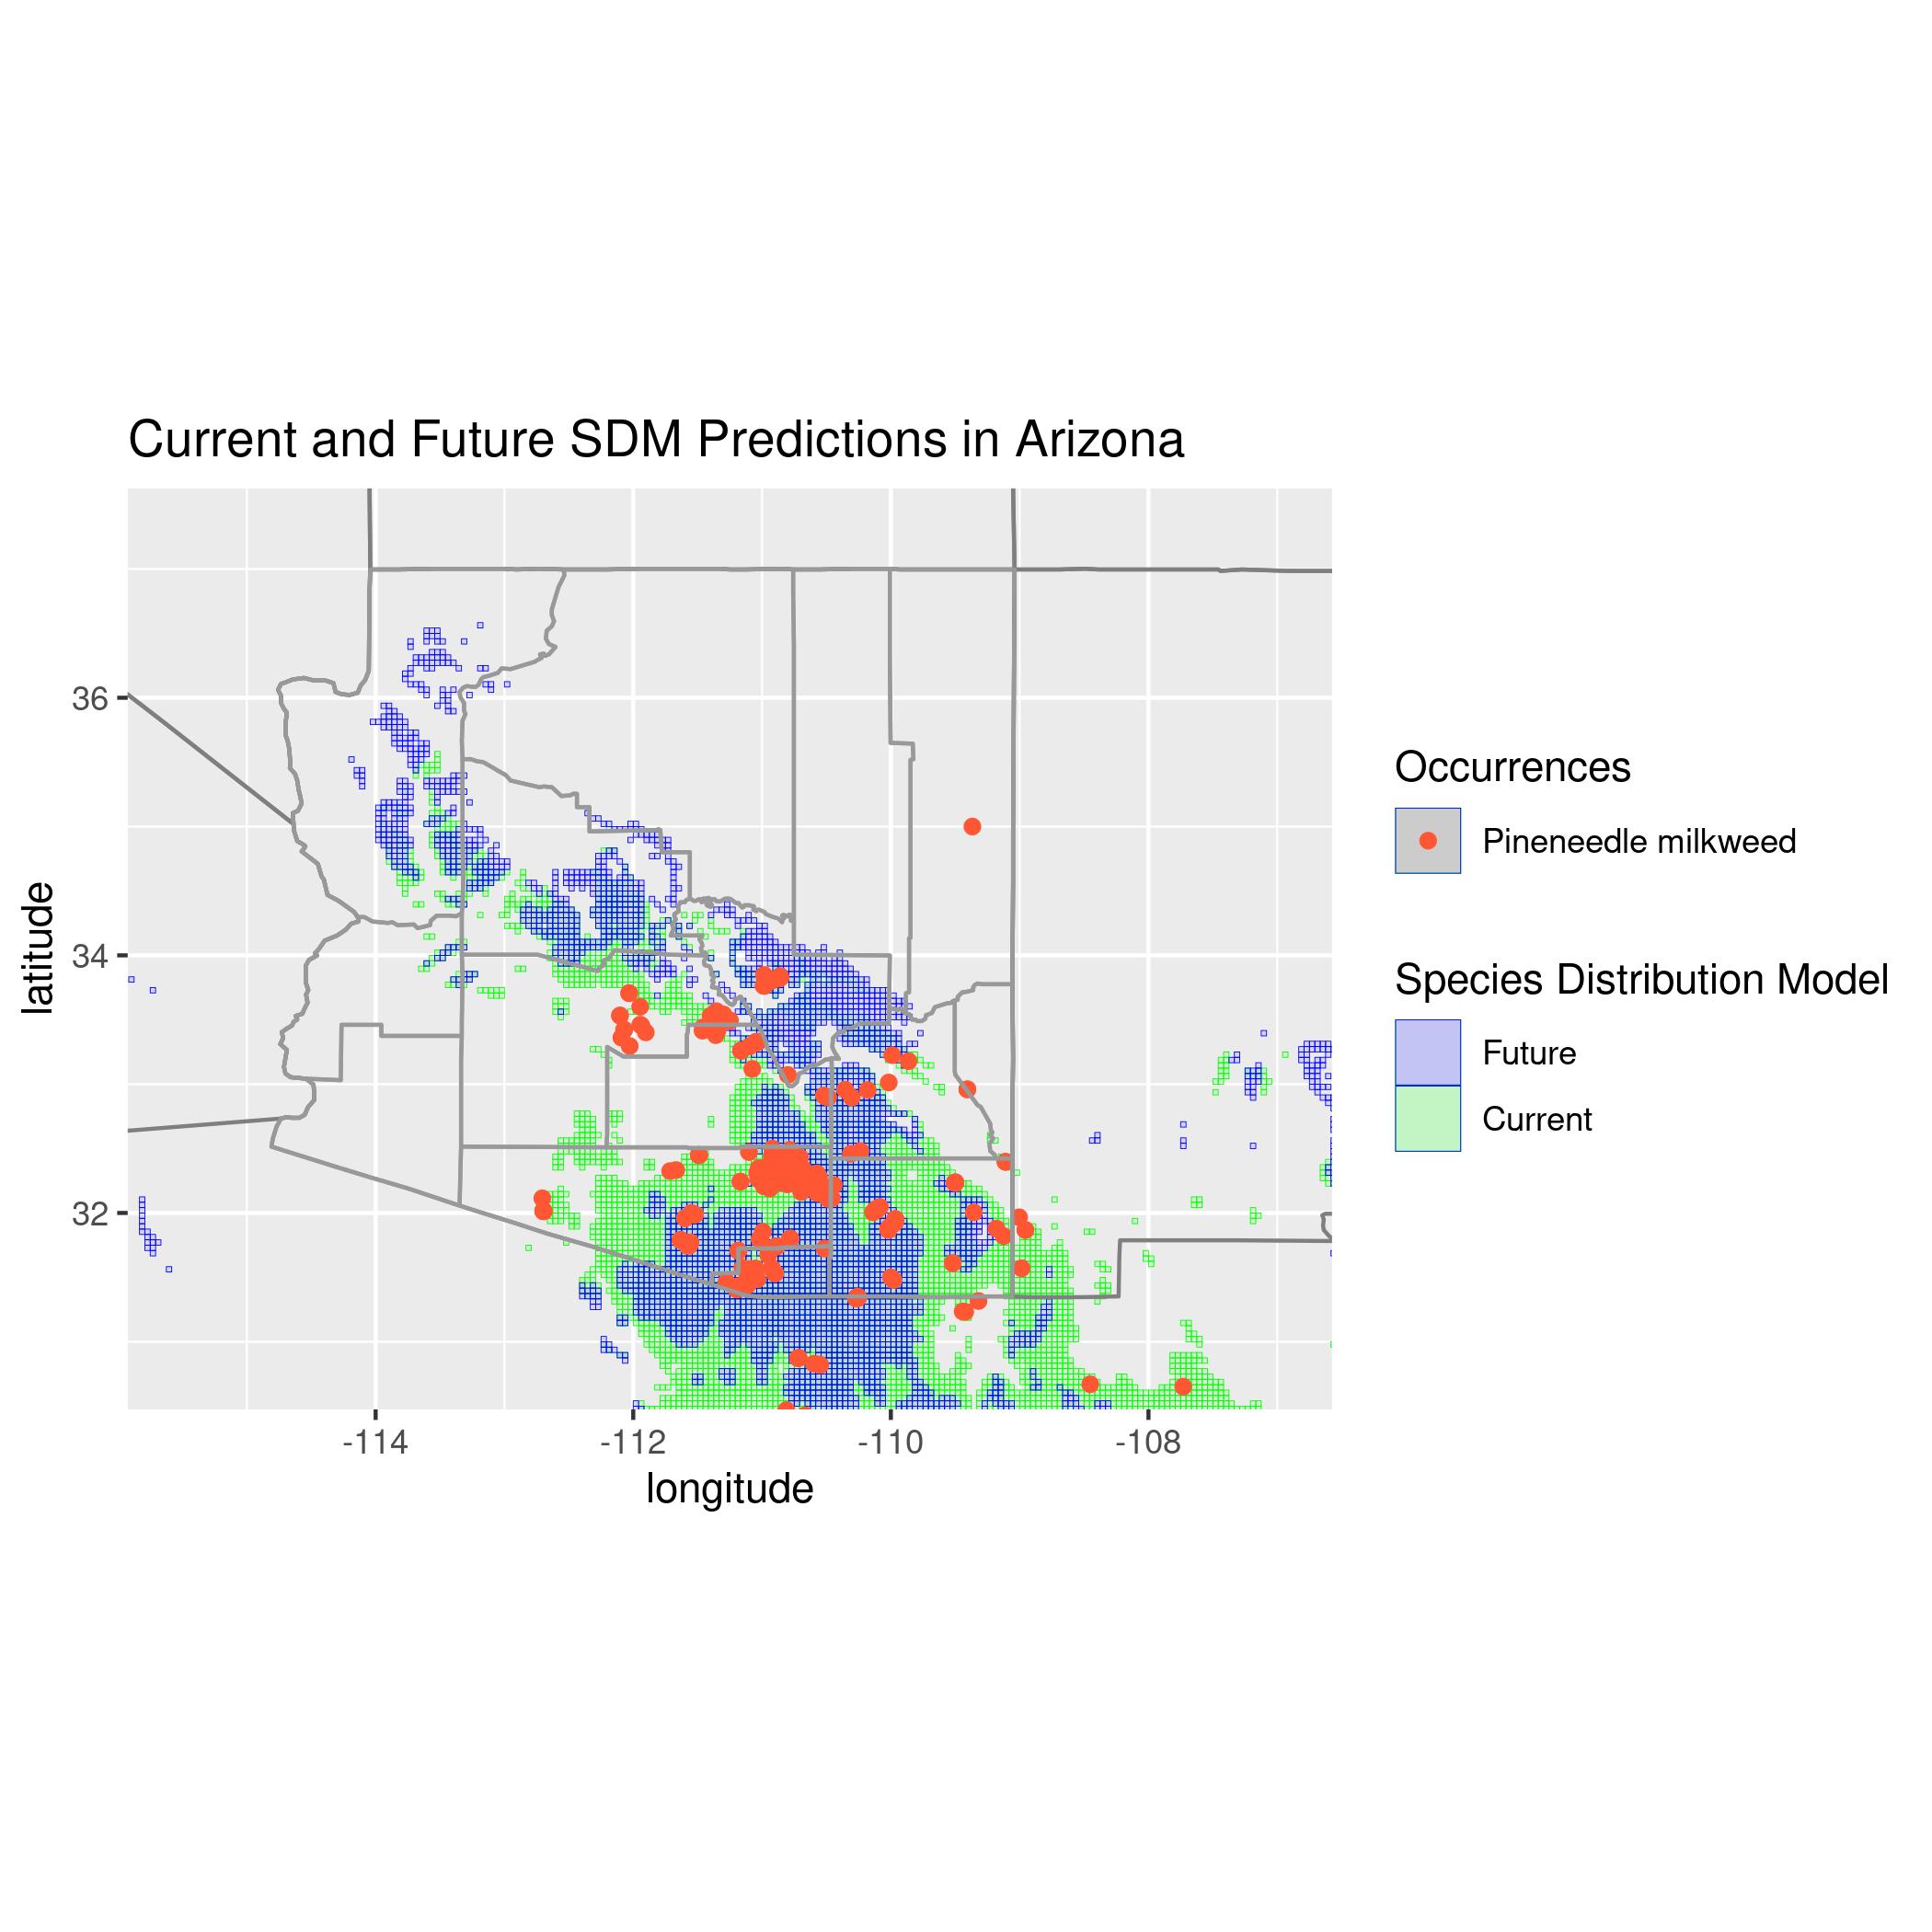 Current and Future SDM Predictions in Arizona
36
34
32
latitude
-114
-112
-110
-108
longitude
Occurrences
Pineneedle milkweed
Species Distribution Model
Future
Current